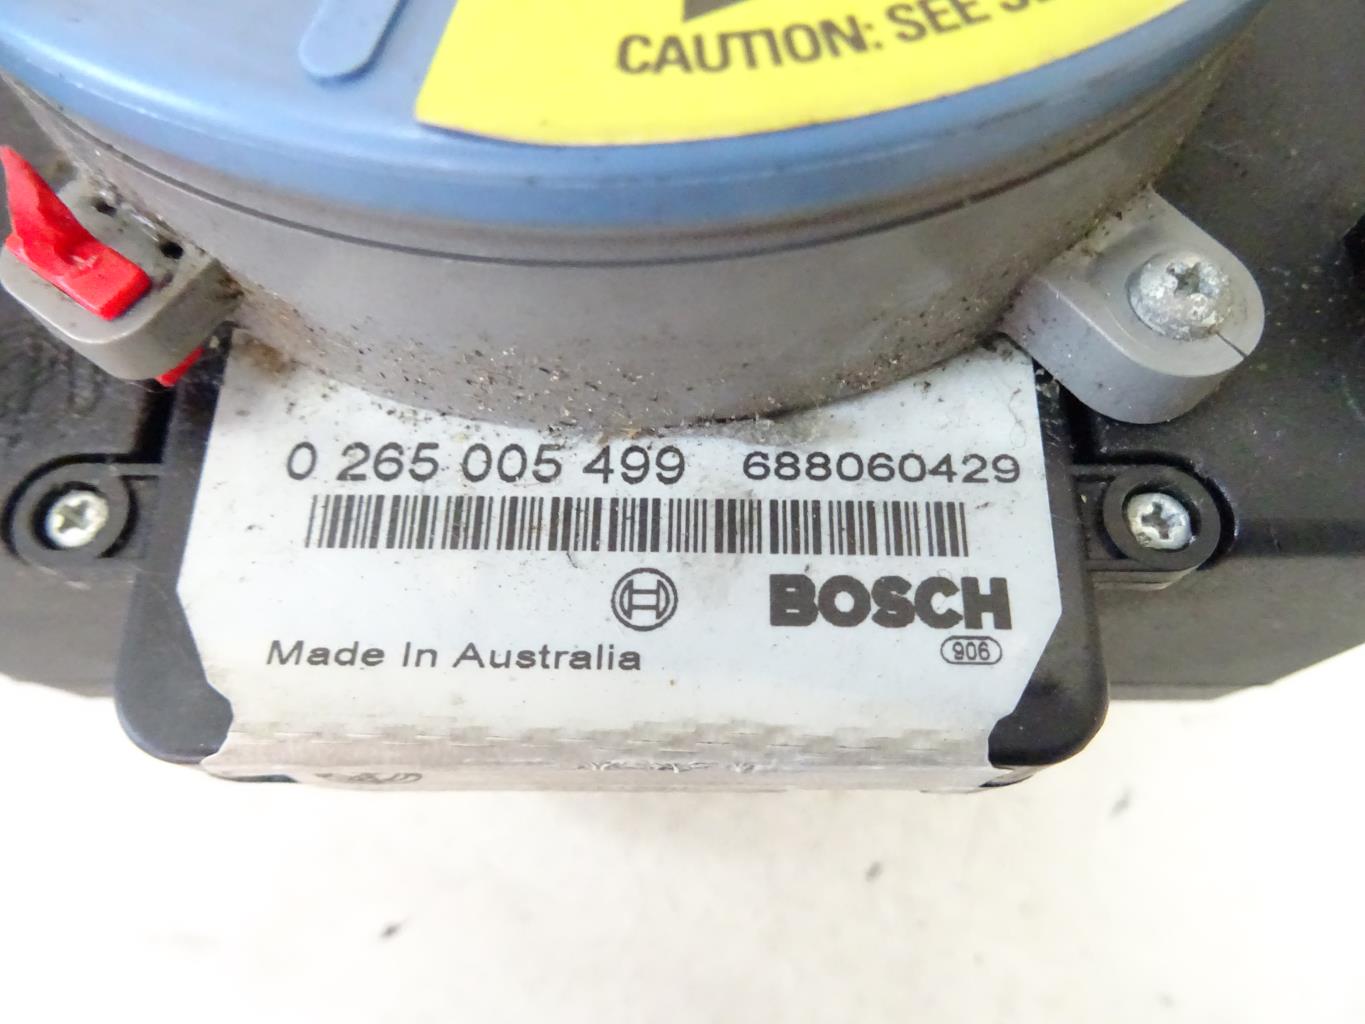 CAUTION: SEE
0 265 005 499 688060429
BOSCH
Made In Australia
906